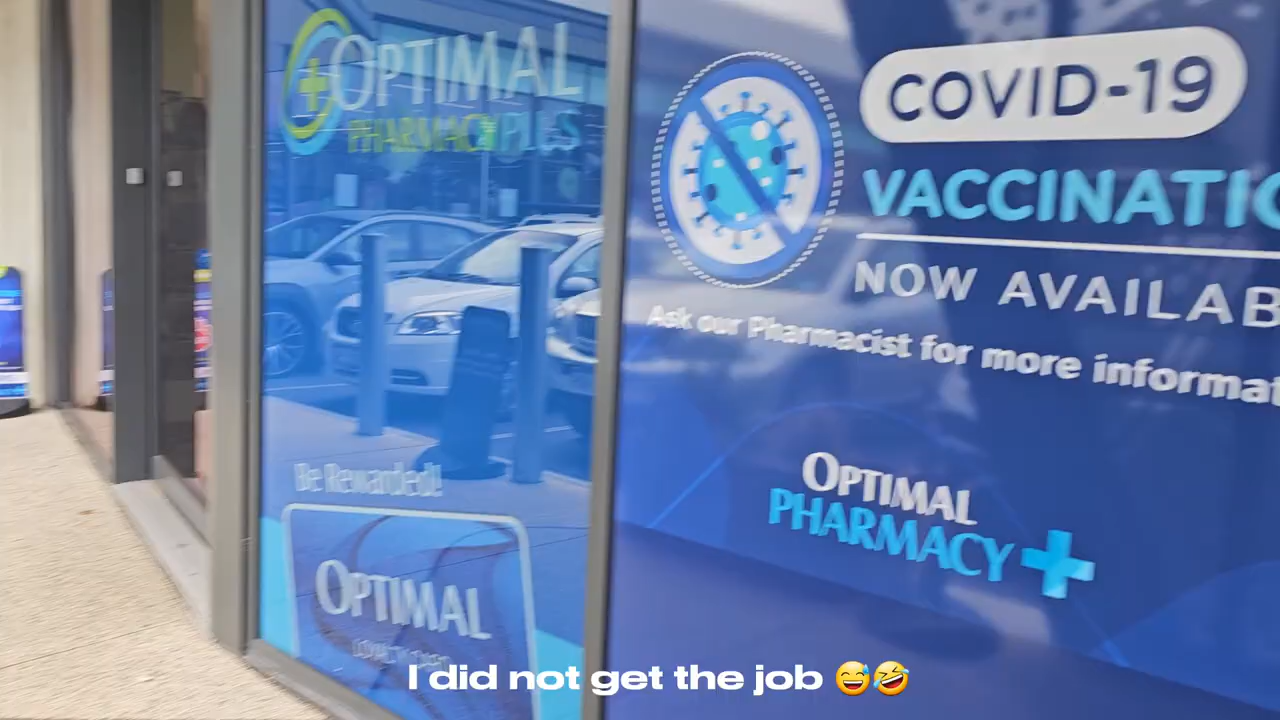 OPTIMAL
PHARMACY PLUS
Be Rewarded!
OPTIMAL
COVID-19
VACCINATIO
NOW AVAILAB
Ask our Pharmacist for more informat
OPTIMAL
PHARMACY+
I did not get the job 😅🤣